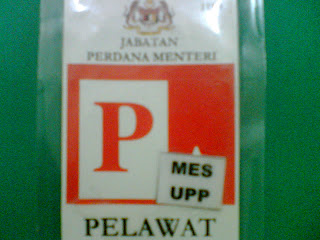 JABATAN
PERDANA MENTERI
P
MES
UPP
PELAWAT